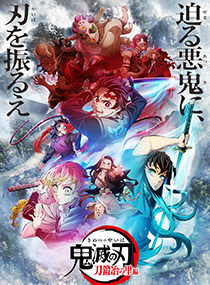 迫る悪鬼に、
刃を振るえ
きめつのやいば
鬼滅の刃
刀鍛冶の里編